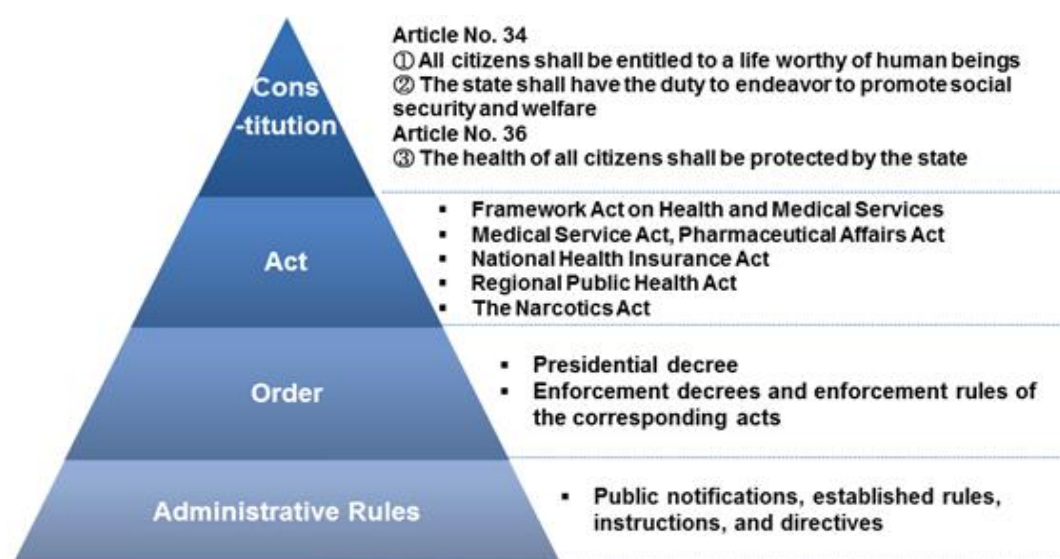 Cons
-titution
Article No. 34
① All citizens shall be entitled to a life worthy of human beings
② The state shall have the duty to endeavor to promote social
security and welfare
Article No. 36
③ The health of all citizens shall be protected by the state
Act
▪ Framework Act on Health and Medical Services
▪ Medical Service Act, Pharmaceutical Affairs Act
▪ National Health Insurance Act
▪ Regional Public Health Act
▪ The Narcotics Act
Order
▪ Presidential decree
▪ Enforcement decrees and enforcement rules of
the corresponding acts
Administrative Rules
▪ Public notifications, established rules,
instructions, and directives